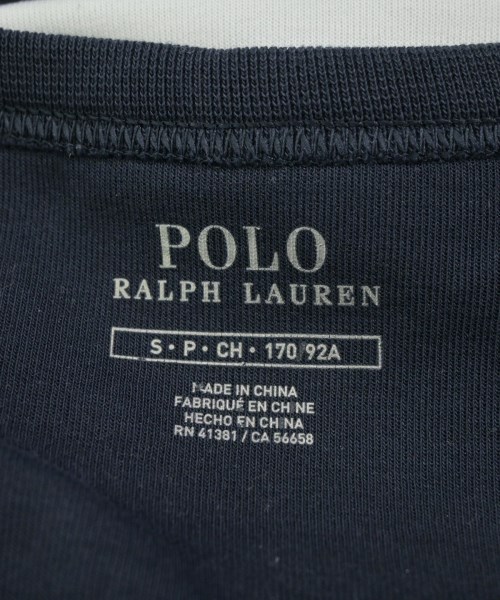 POLO
RALPH LAUREN
S • P • CH • 170/92A
MADE IN CHINA
FABRIQUÉ EN CHINE
HECHO EN CHINA
RN 41381 / CA 56658